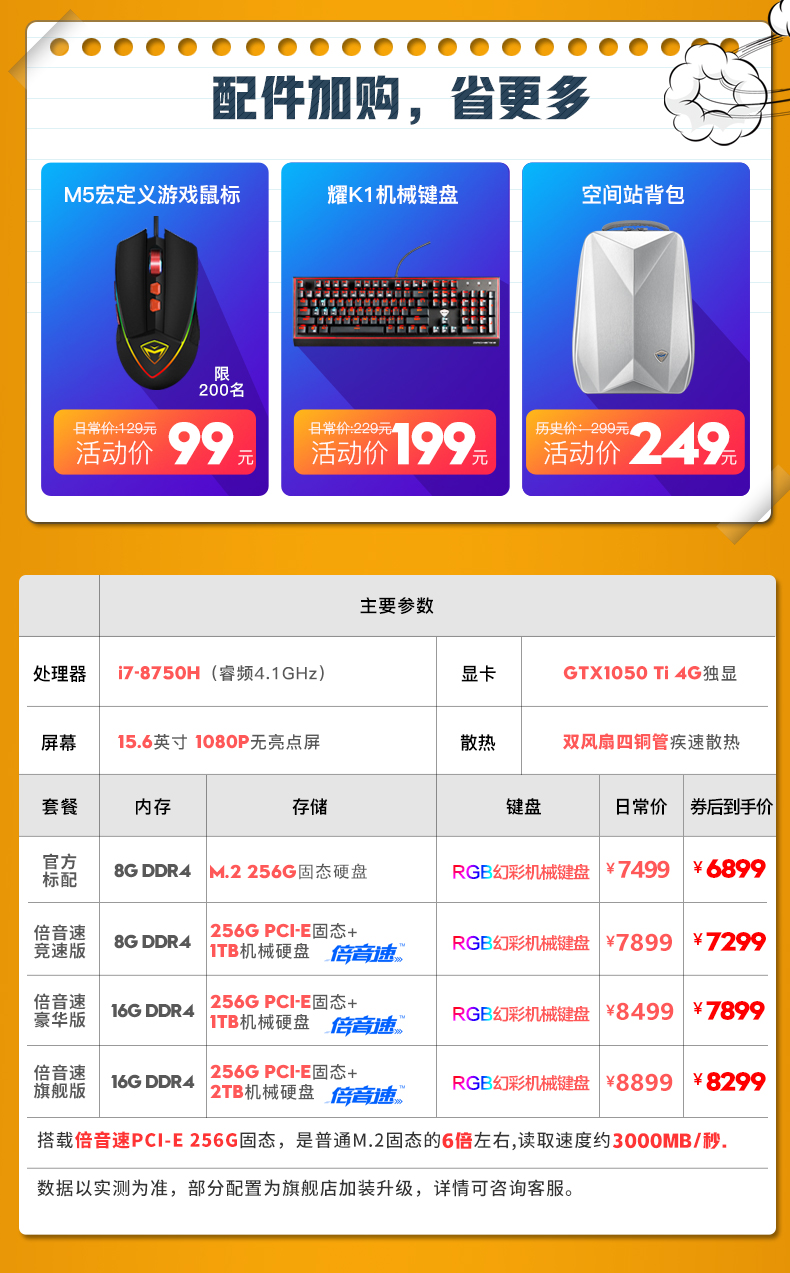 配件加购，省更多
M5宏定义游戏鼠标
限
200名
日常价:129元
活动价 99元
耀K1机械键盘
日常价:229元
活动价 199元
空间站背包
历史价：299元
活动价 249元
主要参数
处理器 i7-8750H（睿频4.1GHz） 显卡 GTX1050 Ti 4G独显
屏幕 15.6英寸 1080P无亮点屏 散热 双风扇四铜管疾速散热
套餐 内存 存储 键盘 日常价 券后到手价
官方
标配
8G DDR4 M.2 256G固态硬盘 RGB幻彩机械键盘 ¥7499 ¥6899
倍音速
竞速版
8G DDR4
256G PCI-E固态+
1TB机械硬盘 倍音速™
RGB幻彩机械键盘 ¥7899 ¥7299
倍音速
豪华版
16G DDR4
256G PCI-E固态+
1TB机械硬盘 倍音速™
RGB幻彩机械键盘 ¥8499 ¥7899
倍音速
旗舰版
16G DDR4
256G PCI-E固态+
2TB机械硬盘 倍音速™
RGB幻彩机械键盘 ¥8899 ¥8299
搭载倍音速PCI-E 256G固态，是普通M.2固态的6倍左右,读取速度约3000MB/秒.
数据以实测为准，部分配置为旗舰店加装升级，详情可咨询客服。